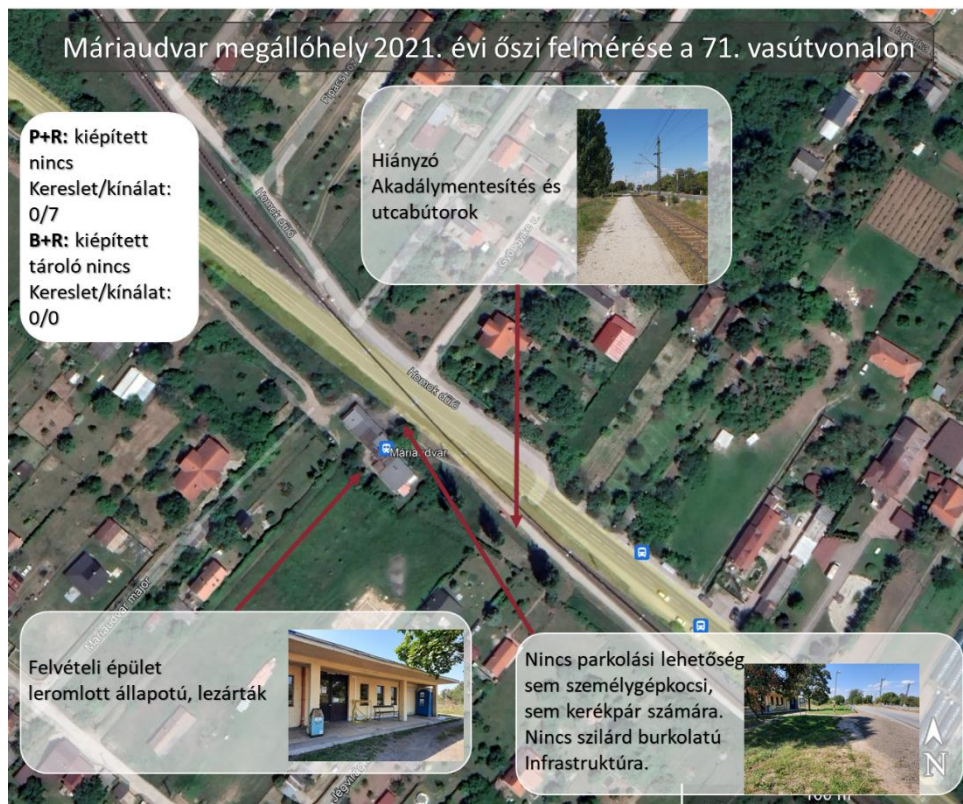 Máriaudvar megállóhely 2021. évi őszi felmérése a 71. vasútvonalon
P+R: kiépített
nincs
Kereslet/kínálat:
0/7
B+R: kiépített
tároló nincs
Kereslet/kínálat:
0/0
Hiányzó
Akadálymentesítés és
utcabútorok
Homok dűlő
Homok dűlő
Máriaudvar
Máriaudvar major
Felvételi épület
leromlott állapotú, lezárták
Nincs parkolási lehetőség
sem személygépkocsi,
sem kerékpár számára.
Nincs szilárd burkolatú
Infrastruktúra.
N
100 m